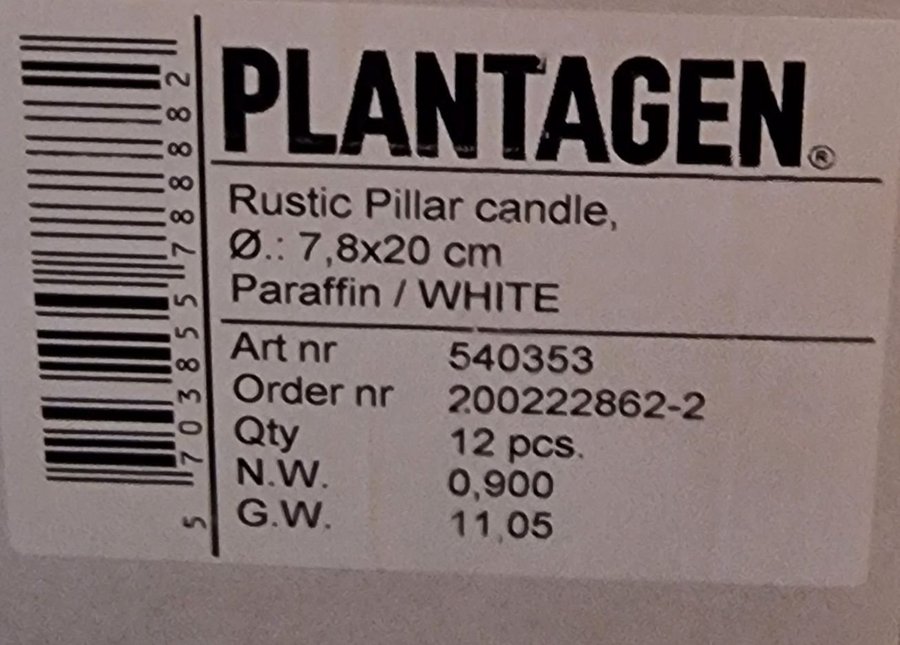 PLANTAGEN®
Rustic Pillar candle,
Ø.: 7,8x20 cm
Paraffin / WHITE
Art nr 540353
Order nr 200222862-2
Qty 12 pcs.
N.W. 0,900
G.W. 11,05
5 703855 788882